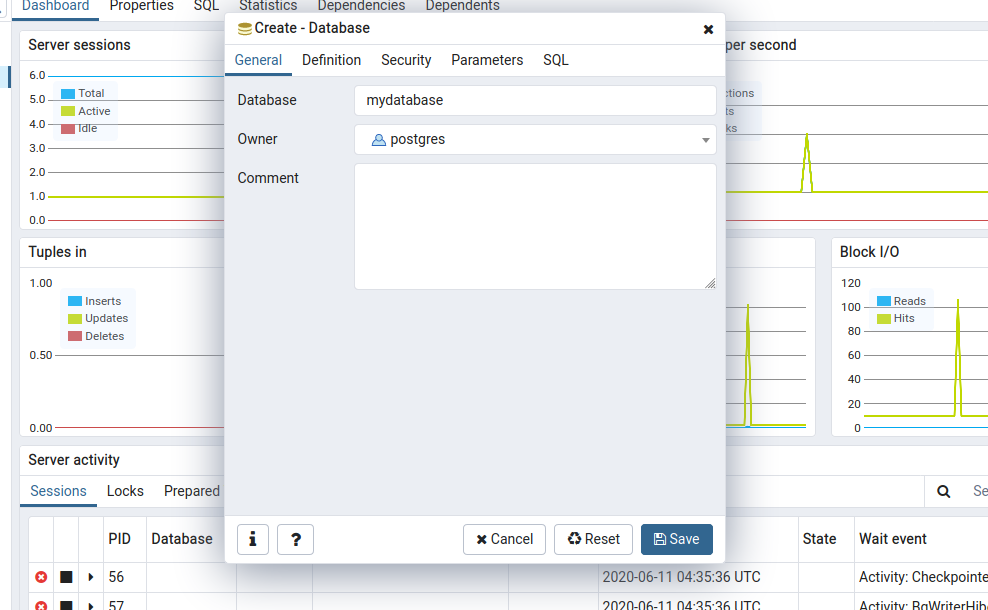 Dashboard Properties SQL Statistics Dependencies Dependents
Create - Database
General Definition Security Parameters SQL
Database mydatabase
Owner postgres
Comment
Cancel Reset Save
Server sessions
6.0
5.0
4.0
3.0
2.0
1.0
0.0
Total
Active
Idle
per second
Tuples in
1.00
0.50
0.00
Inserts
Updates
Deletes
Block I/O
120
100
80
60
40
20
0
Reads
Hits
Server activity
Sessions Locks Prepared
PID Database State Wait event
56 2020-06-11 04:35:36 UTC Activity: Checkpointe
57 2020-06-11 04:35:36 UTC Activity: BgWriterHib